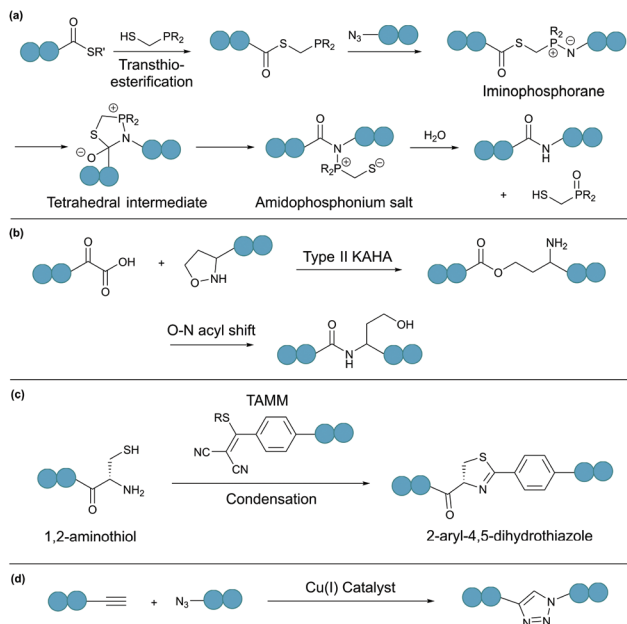 (a)
O
SR'
HS PR₂
Transthio-
esterification
S PR₂
O
N₃
R₂
S P ⊖
⊕ N
O
Iminophosphorane
⊕
PR₂
S
N
⊖ O
Tetrahedral intermediate
O
N
R₂P S⊖
⊕
Amidophosphonium salt
H₂O
O
N
H
+ HS O
PR₂
(b)
O
OH
O
+
O NH
Type II KAHA
O NH₂
O
O-N acyl shift
O OH
N
H
(c)
TAMM
RS
CN
CN
SH
NH₂
O
1,2-aminothiol
Condensation
S
N
O
2-aryl-4,5-dihydrothiazole
(d)
+ N₃
Cu(I) Catalyst
N
N=N